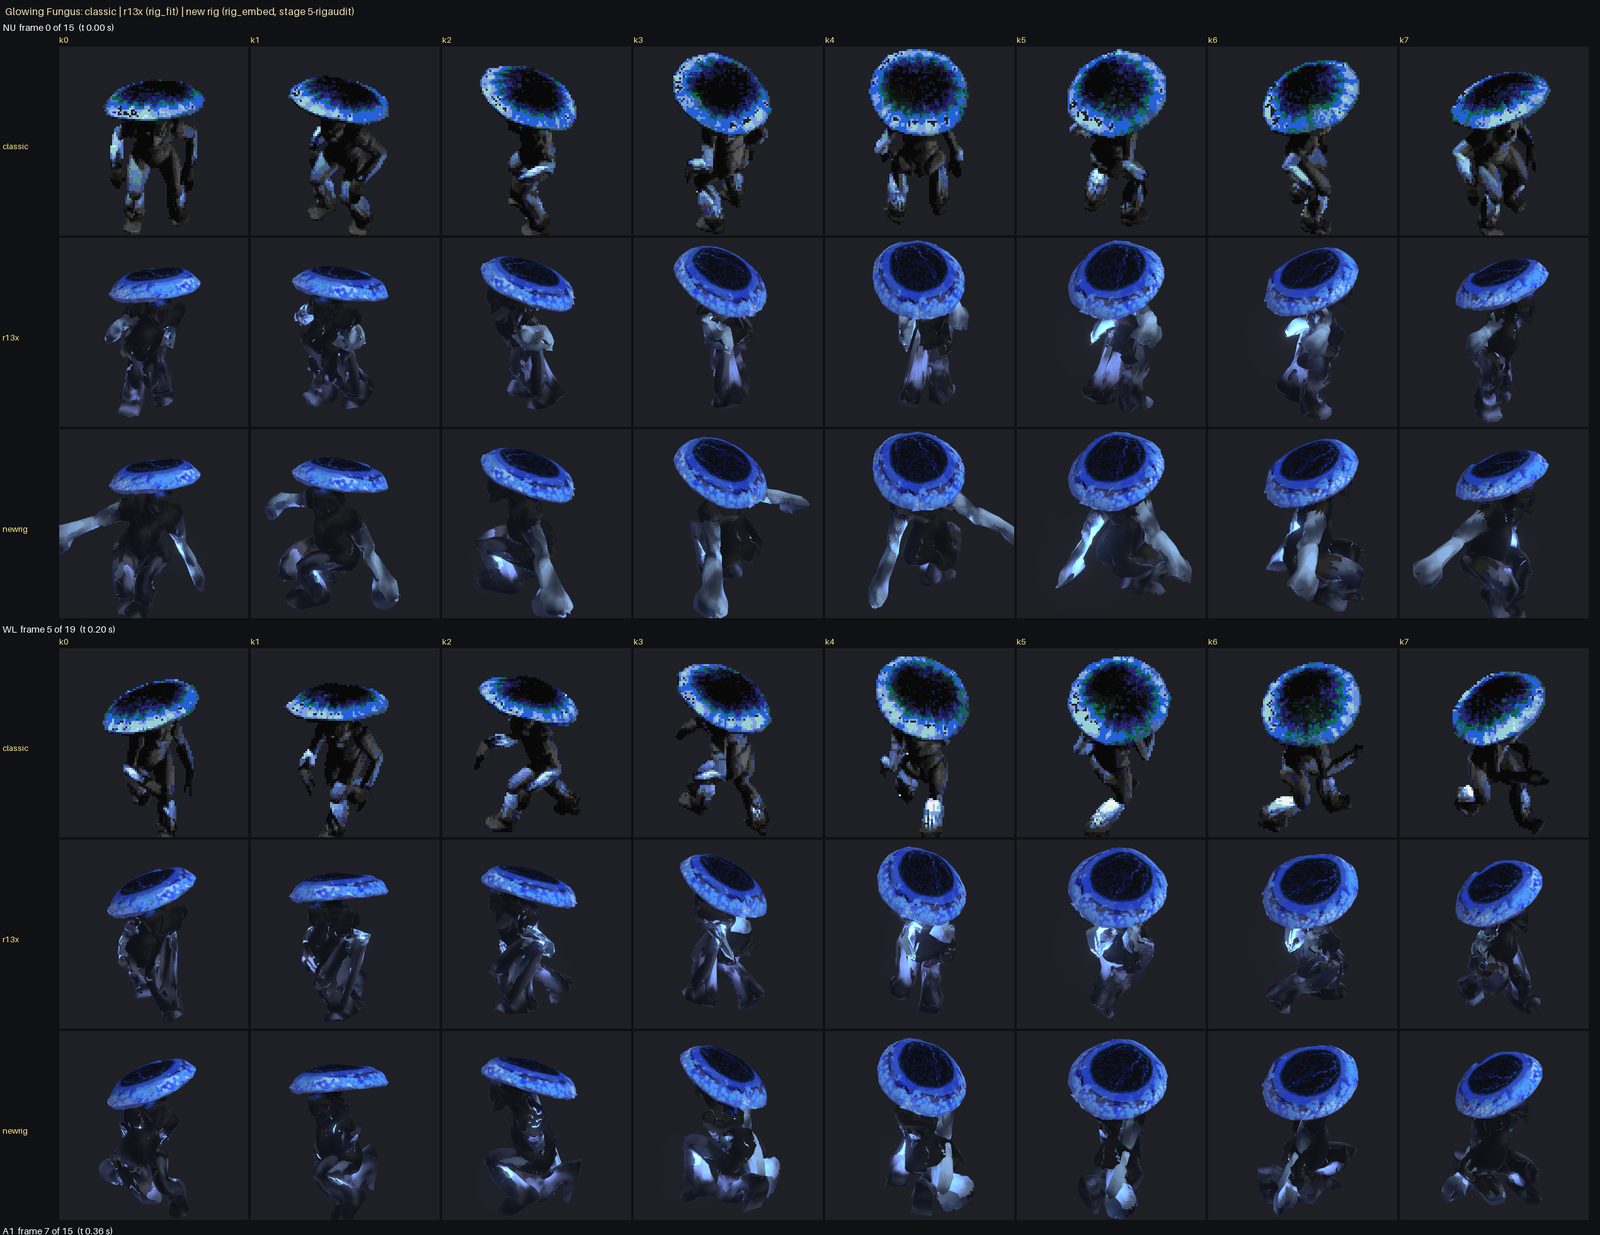 Glowing Fungus: classic | r13x (rig_fit) | new rig (rig_embed, stage 5-rigaudit)
NU frame 0 of 15 (t 0.00 s)
k0 k1 k2 k3 k4 k5 k6 k7
classic
r13x
newrig
WL frame 5 of 19 (t 0.20 s)
k0 k1 k2 k3 k4 k5 k6 k7
classic
r13x
newrig
A1 frame 7 of 15 (t 0.36 s)